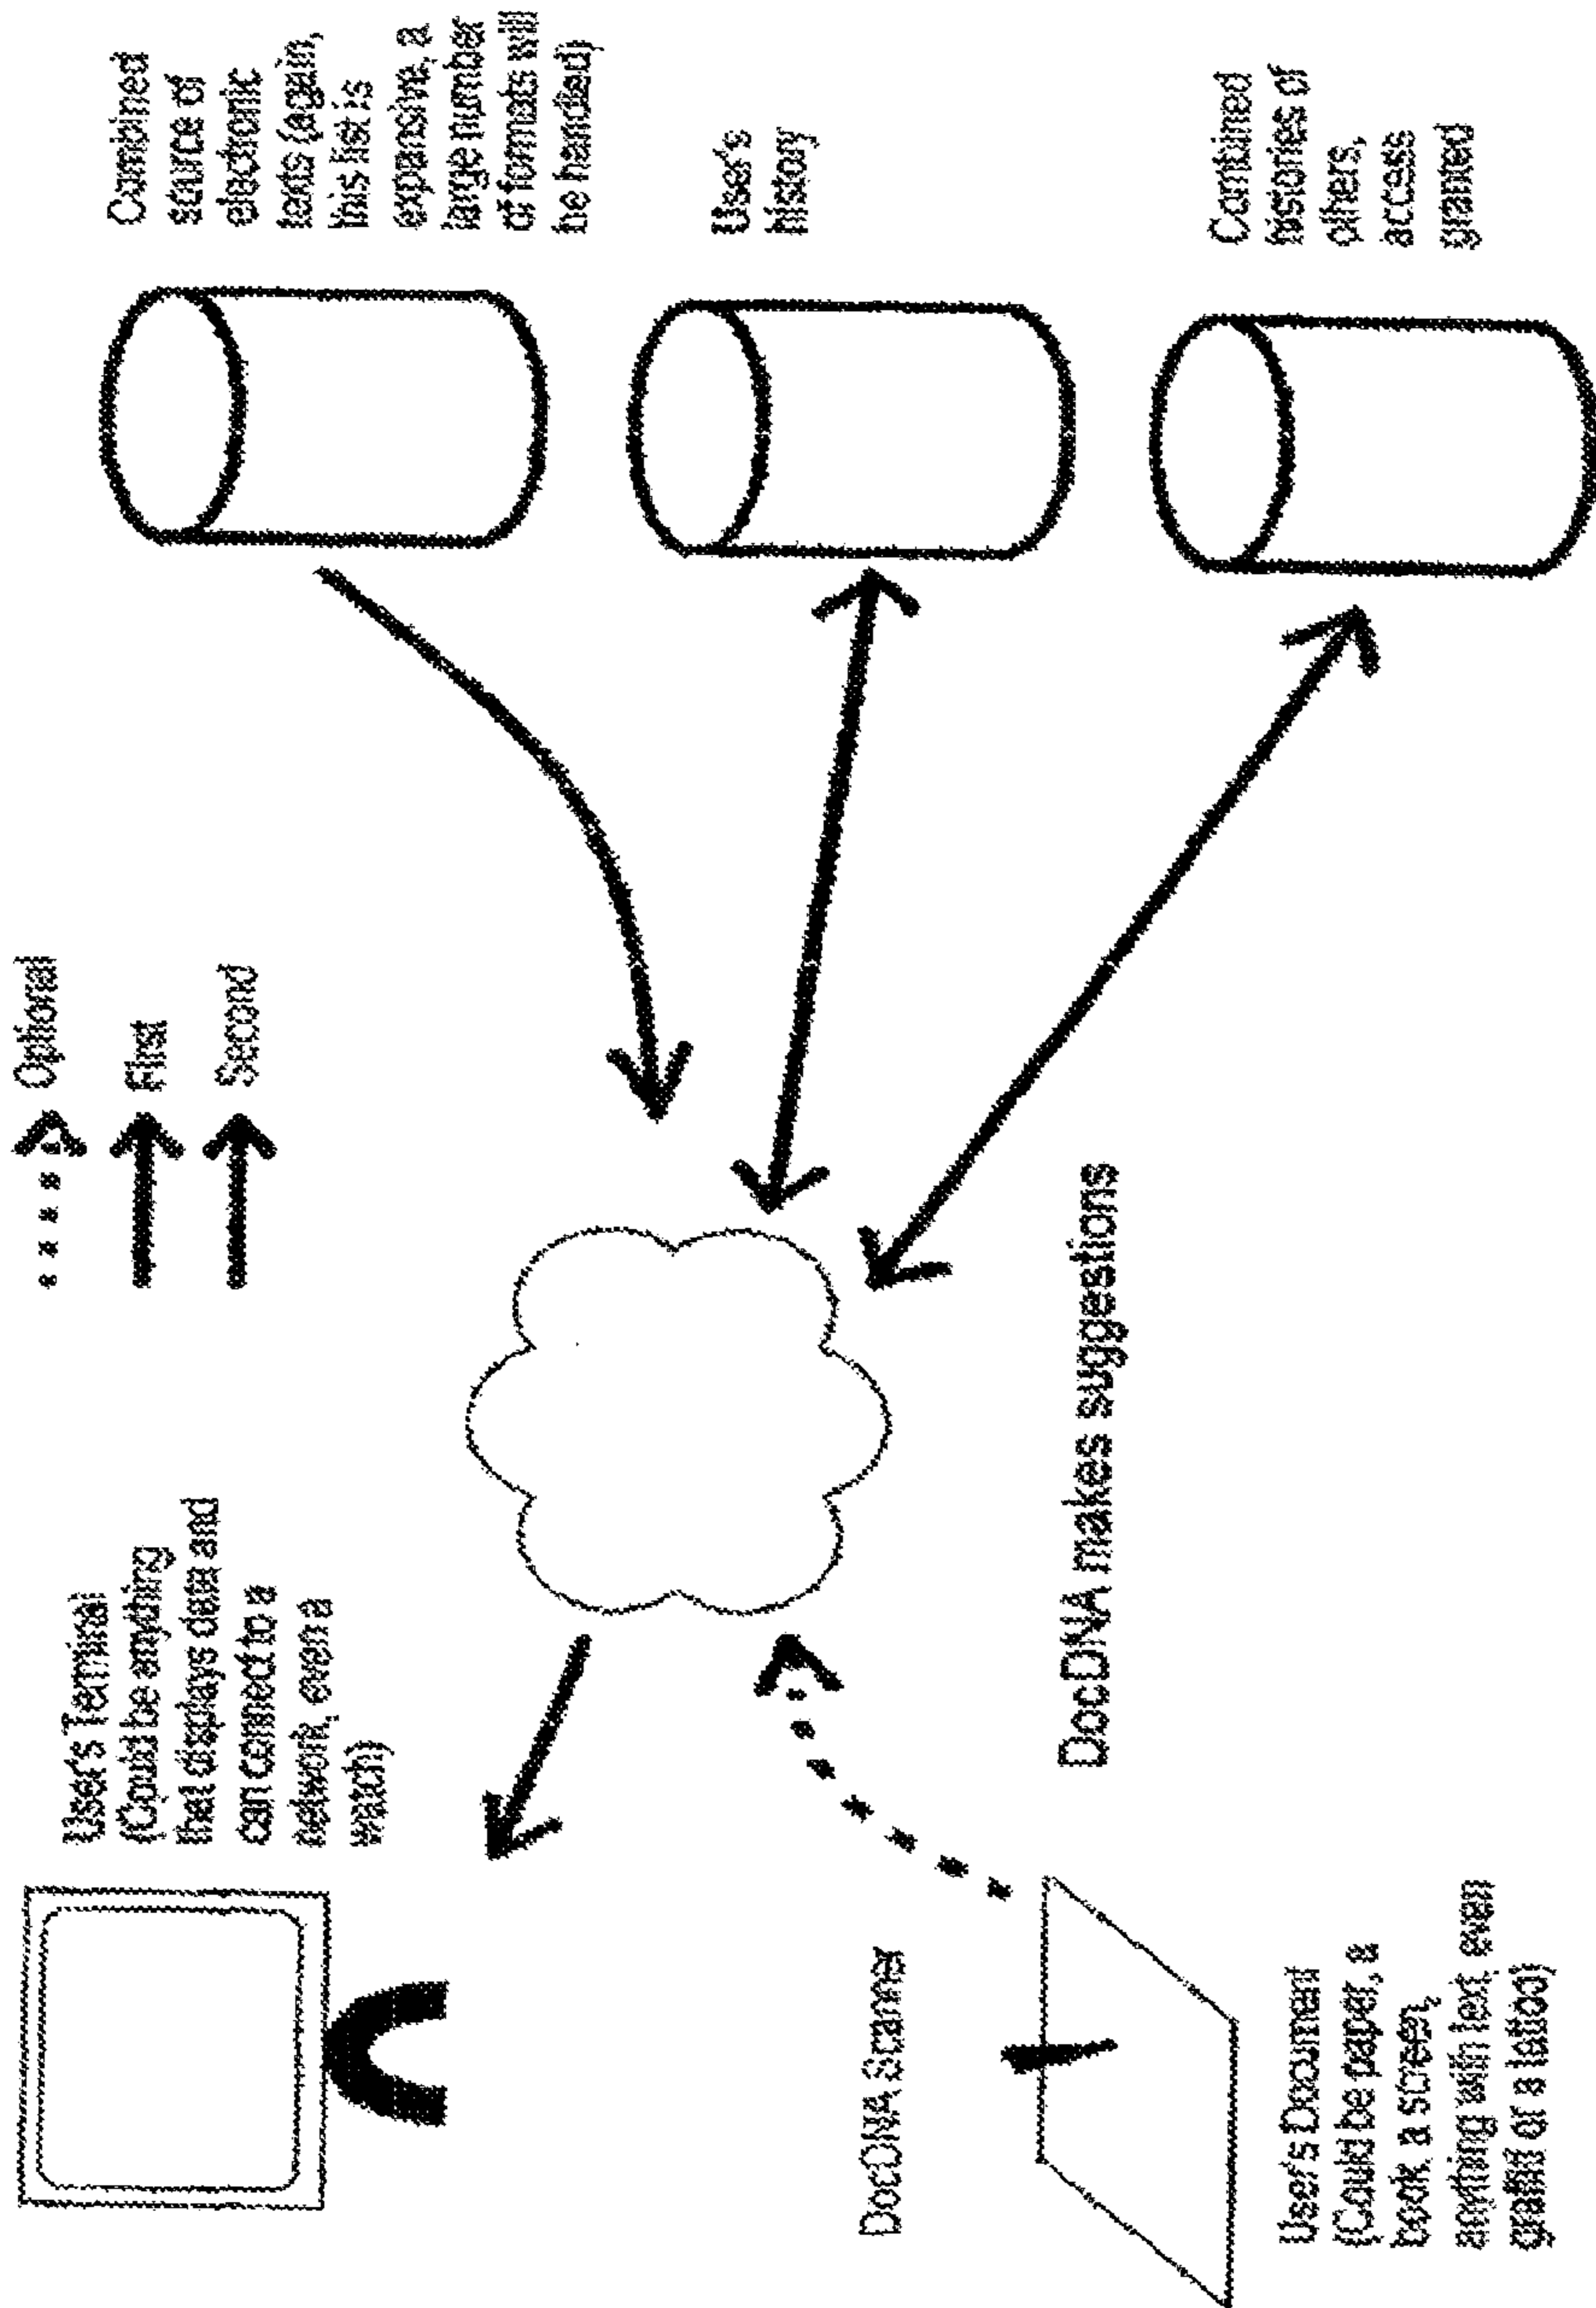 User's Terminal
(Could be anything
that displays data and
can connect to a
network, even a
watch)
Optional
First
Second
Combined
source of
electronic
texts (again,
this list is
expansive, a
large number
of formats will
be handled)
User's
history
Combined
histories of
others,
access
granted
DocDNA Scanner
DocDNA makes suggestions
User's Document
(Could be paper, a
book, a screen,
anything with text, even
grafitti or a tattoo)